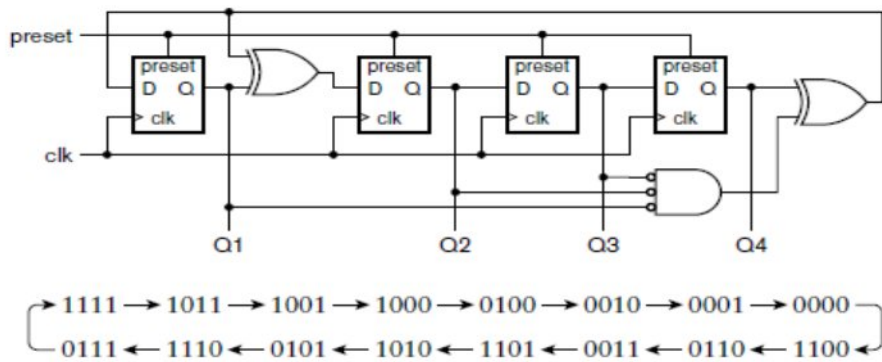 preset
preset preset preset preset
D Q D Q D Q D Q
clk clk clk clk
clk
Q1 Q2 Q3 Q4
1111 1011 1001 1000 0100 0010 0001 0000
0111 1110 0101 1010 1101 0011 0110 1100